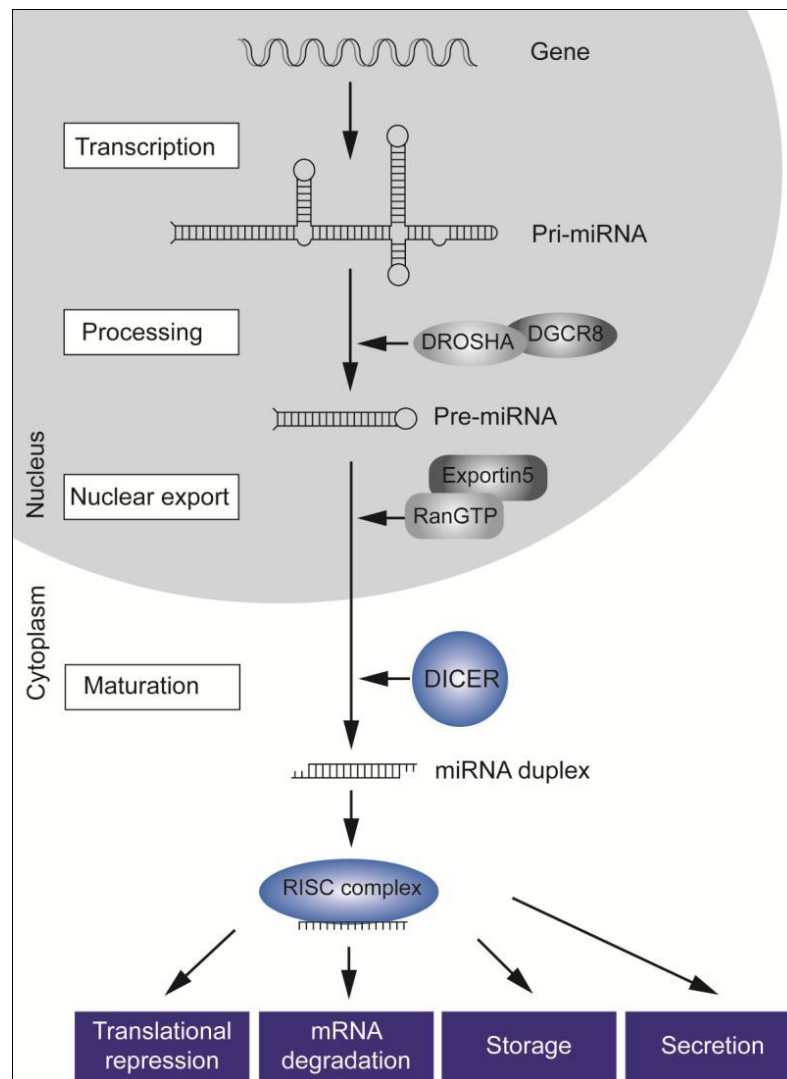 Gene
Transcription
Pri-miRNA
Processing
DROSHA
DGCR8
Pre-miRNA
Nucleus
Nuclear export
Exportin5
RanGTP
Cytoplasm
Maturation
DICER
miRNA duplex
RISC complex
Translational
repression
mRNA
degradation
Storage
Secretion